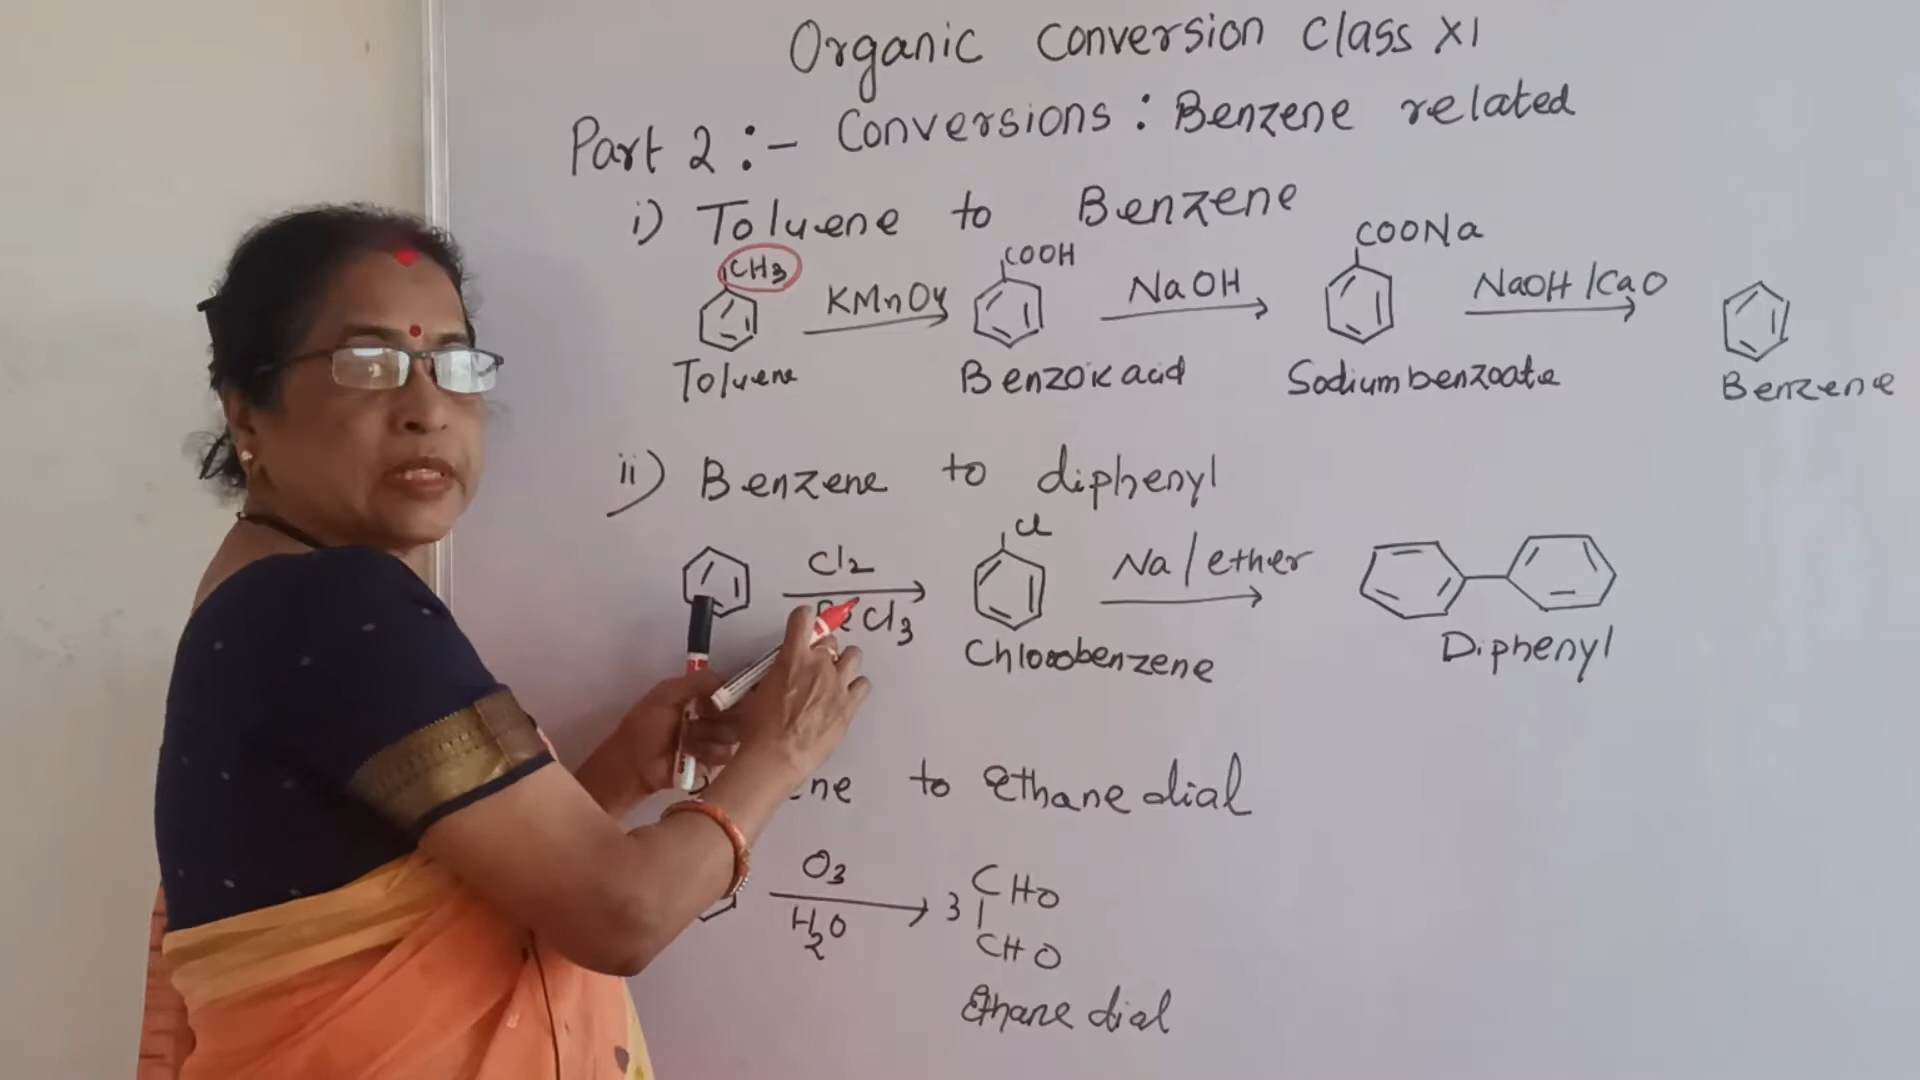 Organic conversion class XI
Part 2 :- Conversions : Benzene related
i) Toluene to Benzene
CH3 KMnO4 COOH NaOH COONa NaOH/CaO
Toluene Benzoic acid Sodium benzoate Benzene
ii) Benzene to diphenyl
Cl2 Cl Na/ether
Cl3
Chlorobenzene Diphenyl
ne to Ethane dial
O3 3 CHO
H2O CHO
Ethane dial